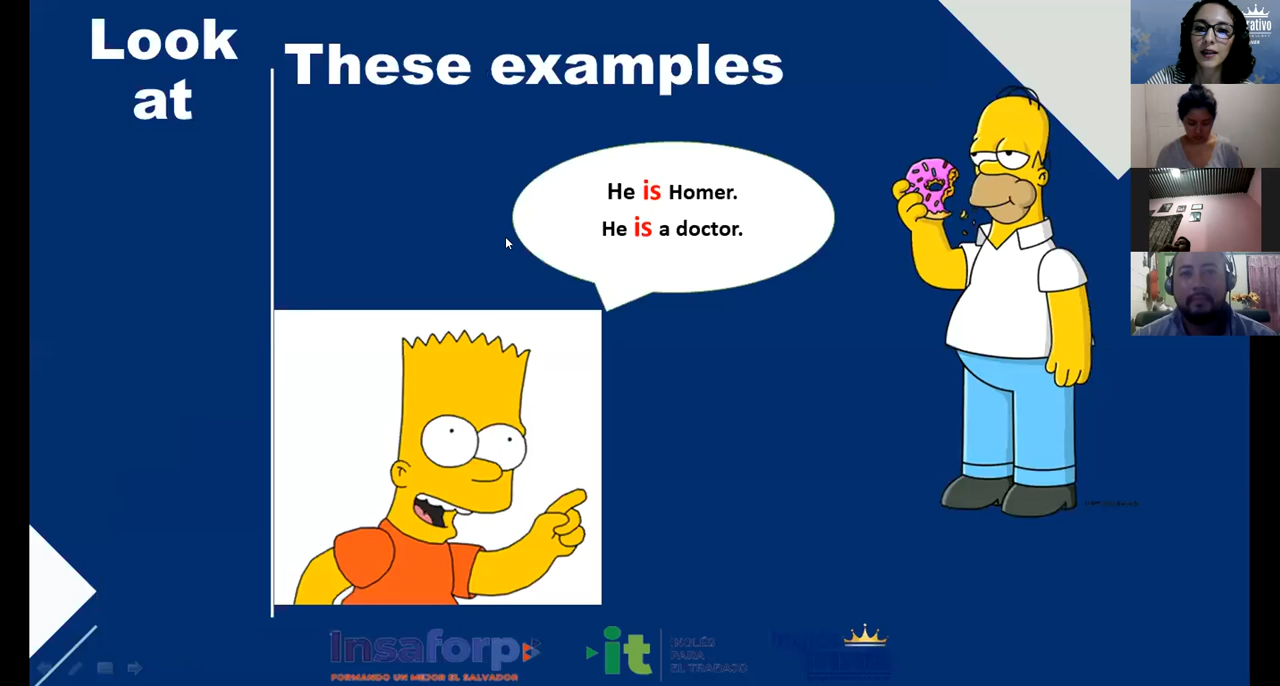 Look
at
These examples
He is Homer.
He is a doctor.
Insaforp
FORMANDO UN MEJOR EL SALVADOR
it
INGLÉS
PARA
EL TRABAJO
rativo